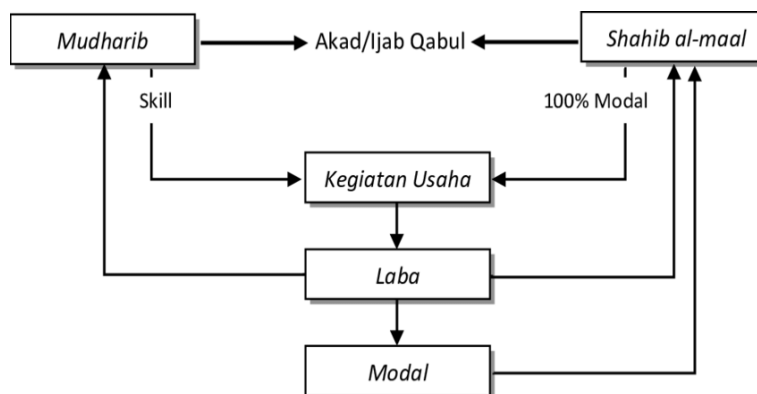 Mudharib
Akad/Ijab Qabul
Shahib al-maal
Skill
100% Modal
Kegiatan Usaha
Laba
Modal